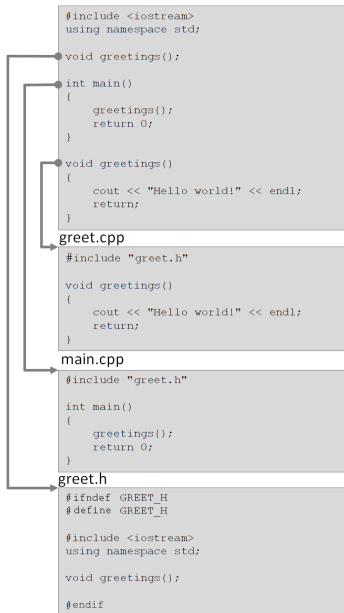 #include <iostream>
using namespace std;
void greetings();
int main()
{
greetings();
return 0;
}
void greetings()
{
cout << "Hello world!" << endl;
return;
}
greet.cpp
#include "greet.h"
void greetings()
{
cout << "Hello world!" << endl;
return;
}
main.cpp
#include "greet.h"
int main()
{
greetings();
return 0;
}
greet.h
#ifndef GREET_H
#define GREET_H
#include <iostream>
using namespace std;
void greetings();
#endif